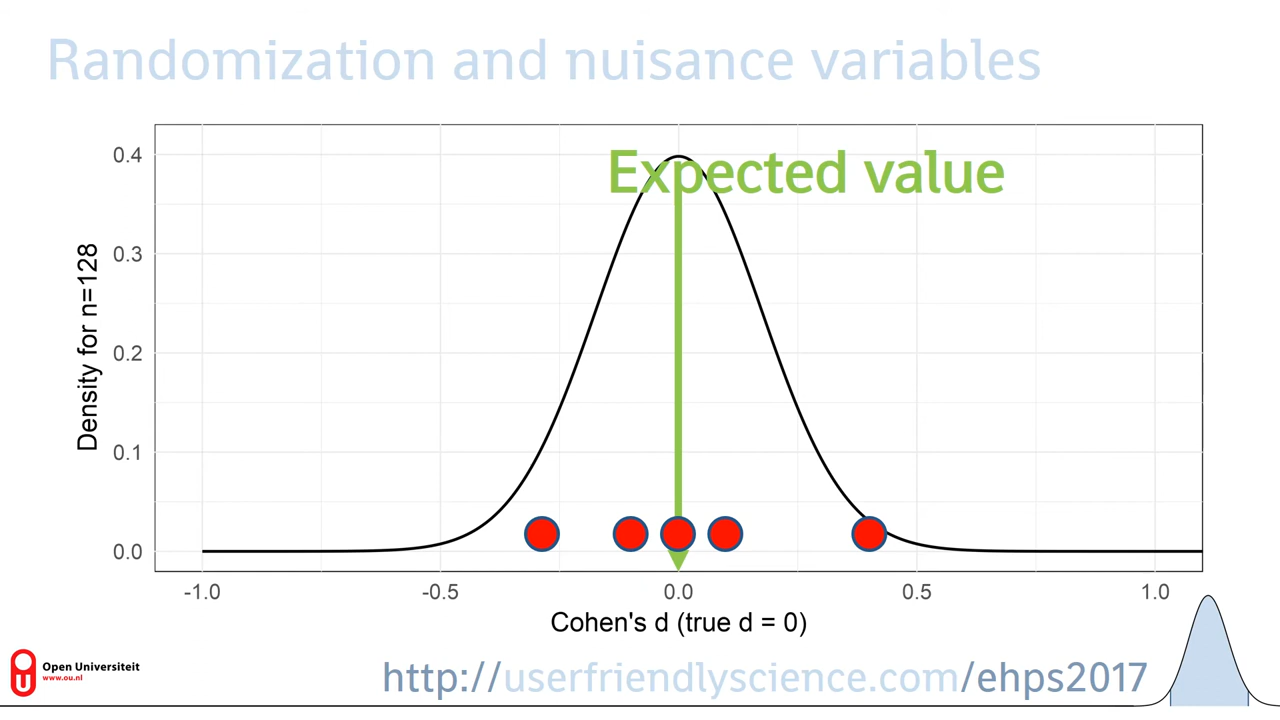 Randomization and nuisance variables
Expected value
0.4
0.3
0.2
0.1
0.0
Density for n=128
-1.0 -0.5 0.0 0.5 1.0
Cohen's d (true d = 0)
Open Universiteit
www.ou.nl
http://userfriendlyscience.com/ehps2017